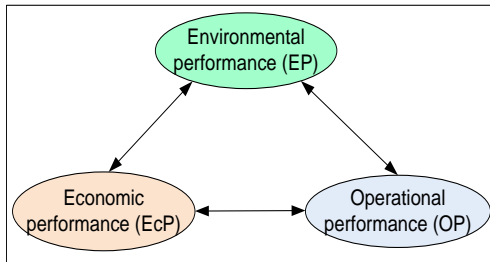 Environmental
performance (EP)
Economic
performance (EcP)
Operational
performance (OP)